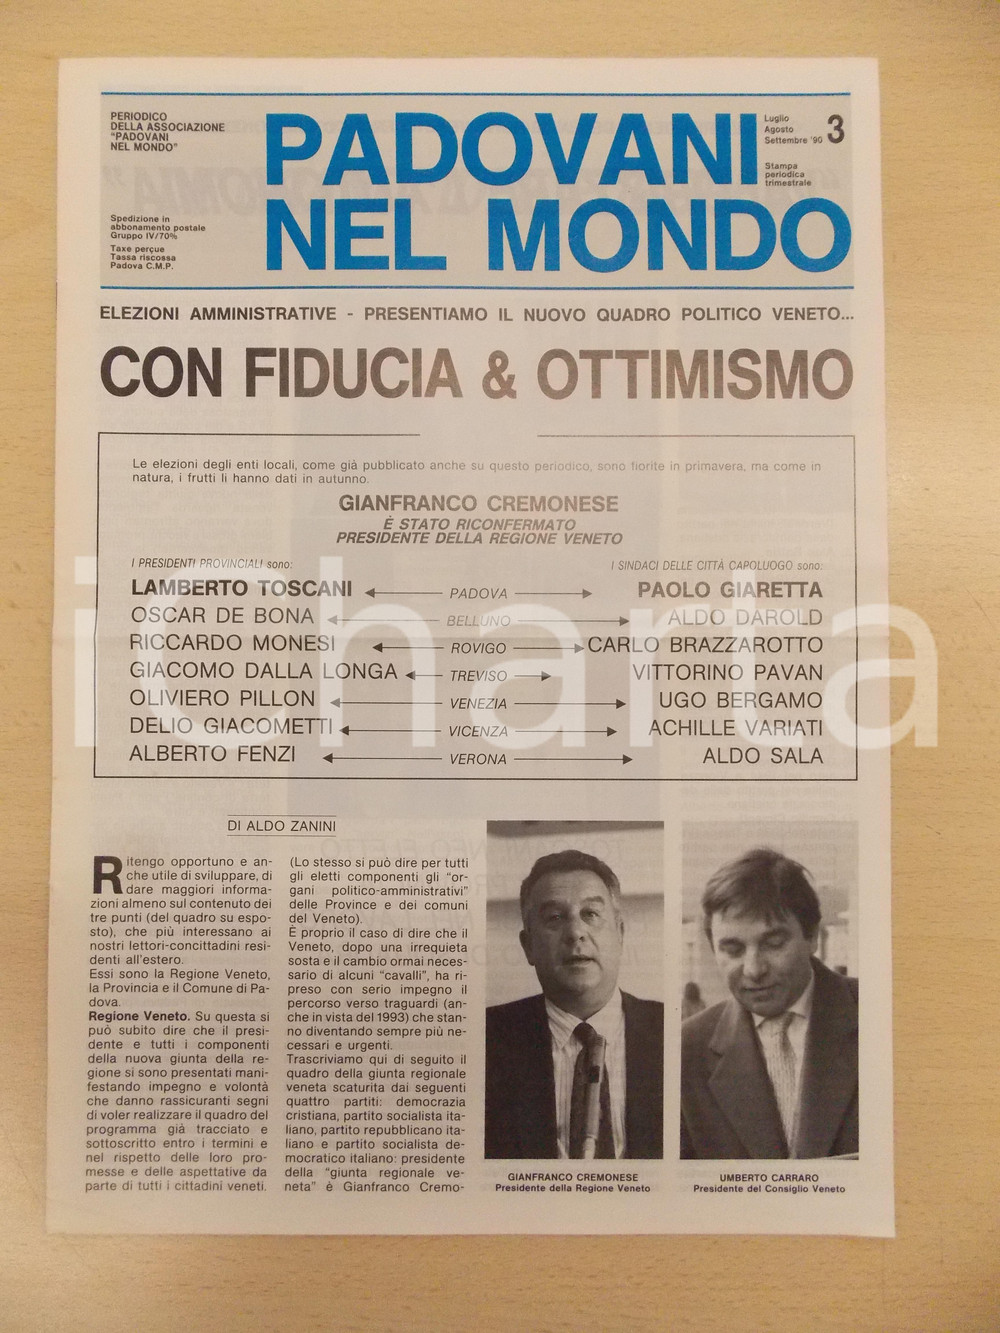 PERIODICO
DELLA ASSOCIAZIONE
"PADOVANI
NEL MONDO"
Spedizione in
abbonamento postale
Gruppo IV/70%
Taxe perçue
Tassa riscossa
Padova C.M.P.
PADOVANI
NEL MONDO
Luglio
Agosto
Settembre '90
3
Stampa
periodica
trimestrale
ELEZIONI AMMINISTRATIVE - PRESENTIAMO IL NUOVO QUADRO POLITICO VENETO...
CON FIDUCIA & OTTIMISMO
Le elezioni degli enti locali, come già pubblicato anche su questo periodico, sono fiorite in primavera, ma come in
natura, i frutti li hanno dati in autunno.
GIANFRANCO CREMONESE
È STATO RICONFERMATO
PRESIDENTE DELLA REGIONE VENETO
I PRESIDENTI PROVINCIALI sono:
I SINDACI DELLE CITTÀ CAPOLUOGO sono:
LAMBERTO TOSCANI PADOVA PAOLO GIARETTA
OSCAR DE BONA BELLUNO ALDO DAROLD
RICCARDO MONESI ROVIGO CARLO BRAZZAROTTO
GIACOMO DALLA LONGA TREVISO VITTORINO PAVAN
OLIVIERO PILLON VENEZIA UGO BERGAMO
DELIO GIACOMETTI VICENZA ACHILLE VARIATI
ALBERTO FENZI VERONA ALDO SALA
DI ALDO ZANINI
Ritengo opportuno e an-
che utile di sviluppare, di
dare maggiori informa-
zioni almeno sul contenuto dei
tre punti (del quadro su espo-
sto), che più interessano ai
nostri lettori-concittadini resi-
denti all'estero.
Essi sono la Regione Veneto,
la Provincia e il Comune di Pa-
dova.
Regione Veneto. Su questa si
può subito dire che il presi-
dente e tutti i componenti
della nuova giunta della re-
gione si sono presentati mani-
festando impegno e volontà
che danno rassicuranti segni
di voler realizzare il quadro del
programma già tracciato e
sottoscritto entro i termini e
nel rispetto delle loro pro-
messe e delle aspettative da
parte di tutti i cittadini veneti.
(Lo stesso si può dire per tutti
gli eletti componenti gli "or-
gani politico-amministrativi"
delle Province e dei comuni
del Veneto).
È proprio il caso di dire che il
Veneto, dopo una irrequieta
sosta e il cambio ormai neces-
sario di alcuni "cavalli", ha ri-
preso con serio impegno il
percorso verso traguardi (an-
che in vista del 1993) che stan-
no diventando sempre più ne-
cessari e urgenti.
Trascriviamo qui di seguito il
quadro della giunta regionale
veneta scaturita dai seguenti
quattro partiti: democrazia
cristiana, partito socialista ita-
liano, partito repubblicano ita-
liano e partito socialista de-
mocratico italiano: presidente
della "giunta regionale ve-
neta" è Gianfranco Cremo-
GIANFRANCO CREMONESE
Presidente della Regione Veneto
UMBERTO CARRARO
Presidente del Consiglio Veneto
iCharta